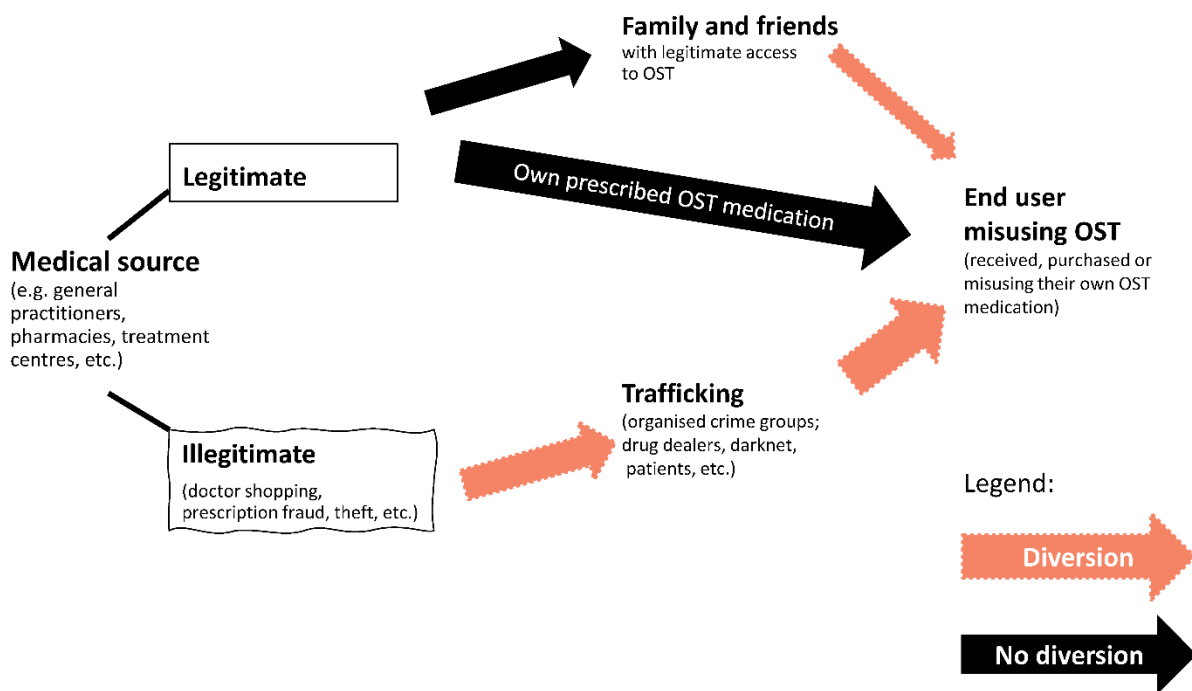 Family and friends
with legitimate access
to OST
Legitimate
Own prescribed OST medication
End user
misusing OST
(received, purchased or
misusing their own OST
medication)
Medical source
(e.g. general
practitioners,
pharmacies, treatment
centres, etc.)
Trafficking
(organised crime groups;
drug dealers, darknet,
patients, etc.)
Illegitimate
(doctor shopping,
prescription fraud, theft, etc.)
Legend:
Diversion
No diversion